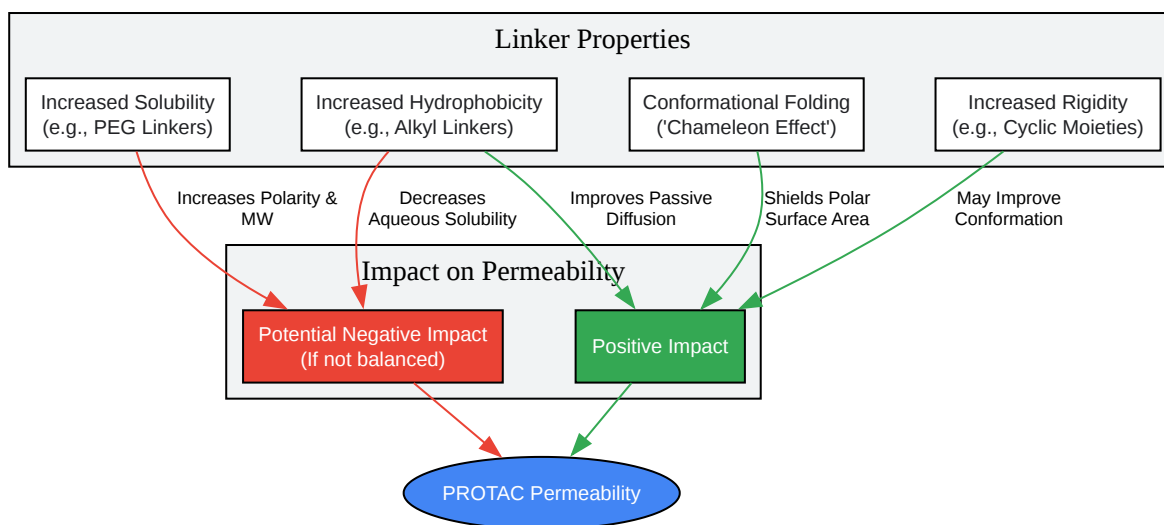 Linker Properties
Increased Solubility
(e.g., PEG Linkers)
Increased Hydrophobicity
(e.g., Alkyl Linkers)
Conformational Folding
('Chameleon Effect')
Increased Rigidity
(e.g., Cyclic Moieties)
Increases Polarity &
MW
Decreases
Aqueous Solubility
Improves Passive
Diffusion
Shields Polar
Surface Area
May Improve
Conformation
Impact on Permeability
Potential Negative Impact
(If not balanced)
Positive Impact
PROTAC Permeability